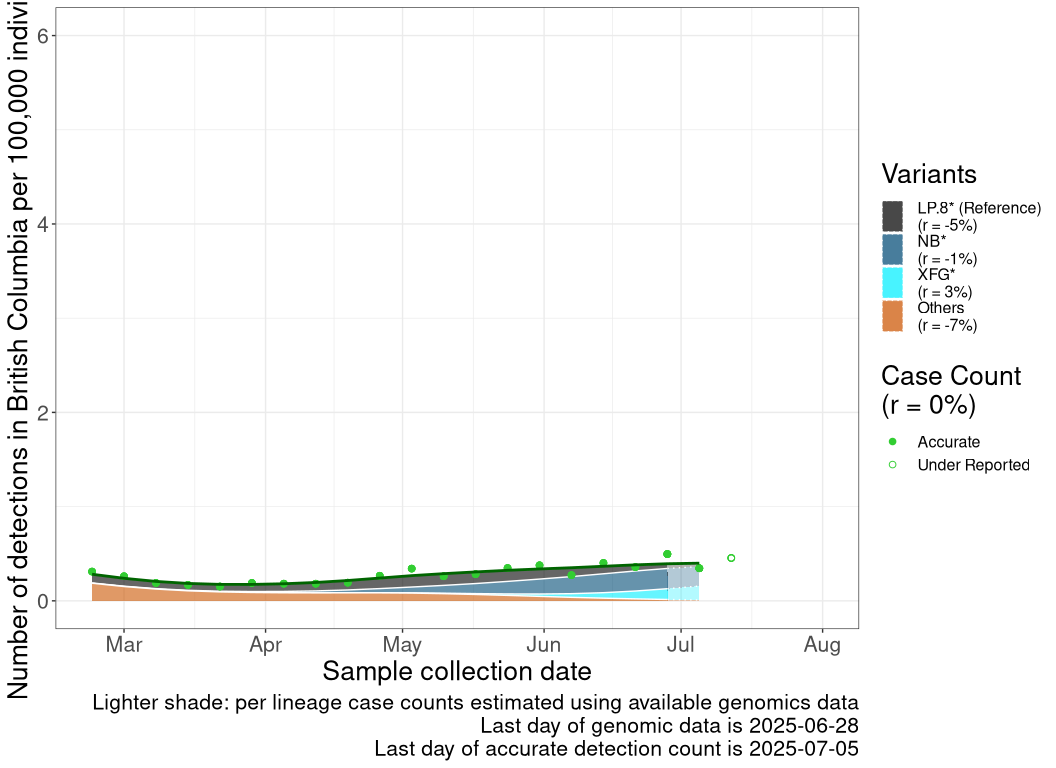 Number of detections in British Columbia per 100,000
6
4
2
0
Mar
Apr
May
Jun
Jul
Aug
Sample collection date
Lighter shade: per lineage case counts estimated using available genomics data
Last day of genomic data is 2025-06-28
Last day of accurate detection count is 2025-07-05
Variants
LP.8* (Reference)
(r = -5%)
NB*
(r = -1%)
XFG*
(r = 3%)
Others
(r = -7%)
Case Count
(r = 0%)
Accurate
Under Reported